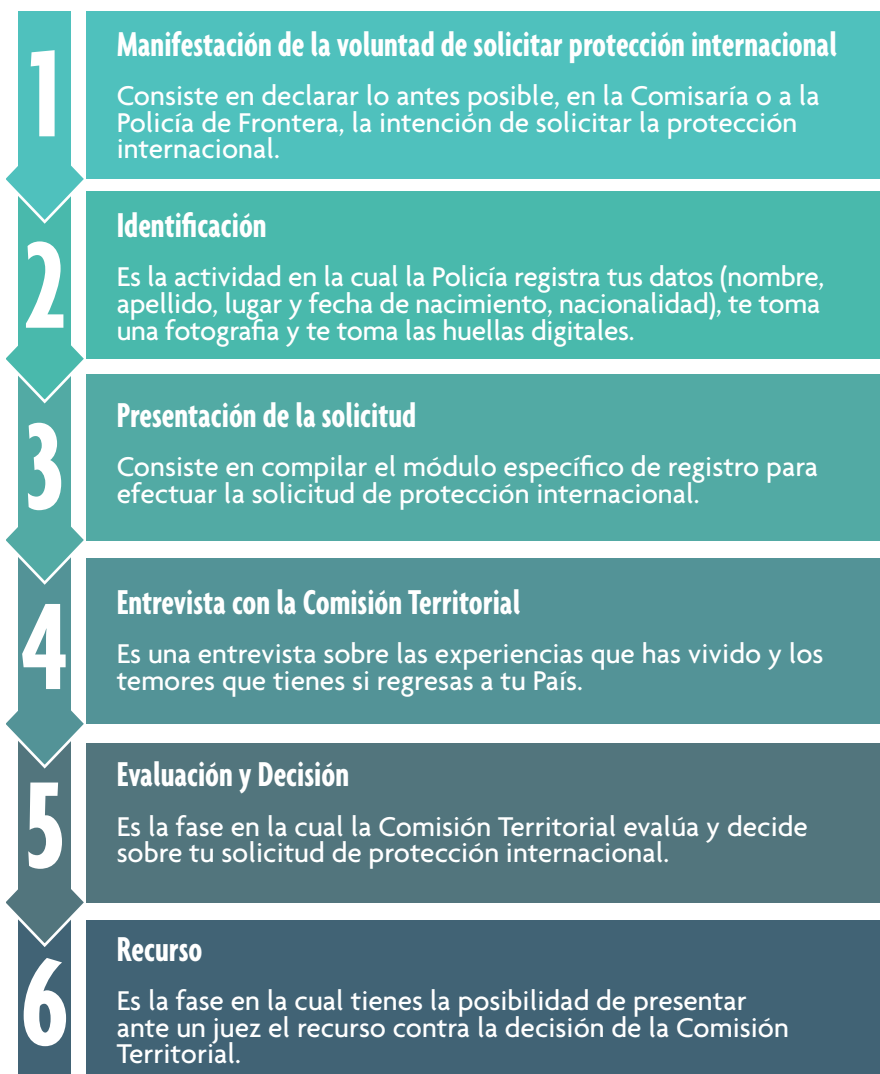 1
Manifestación de la voluntad de solicitar protección internacional
Consiste en declarar lo antes posible, en la Comisaría o a la
Policía de Frontera, la intención de solicitar la protección
internacional.
2
Identificación
Es la actividad en la cual la Policía registra tus datos (nombre,
apellido, lugar y fecha de nacimiento, nacionalidad), te toma
una fotografia y te toma las huellas digitales.
3
Presentación de la solicitud
Consiste en compilar el módulo específico de registro para
efectuar la solicitud de protección internacional.
4
Entrevista con la Comisión Territorial
Es una entrevista sobre las experiencias que has vivido y los
temores que tienes si regresas a tu País.
5
Evaluación y Decisión
Es la fase en la cual la Comisión Territorial evalúa y decide
sobre tu solicitud de protección internacional.
6
Recurso
Es la fase en la cual tienes la posibilidad de presentar
ante un juez el recurso contra la decisión de la Comisión
Territorial.